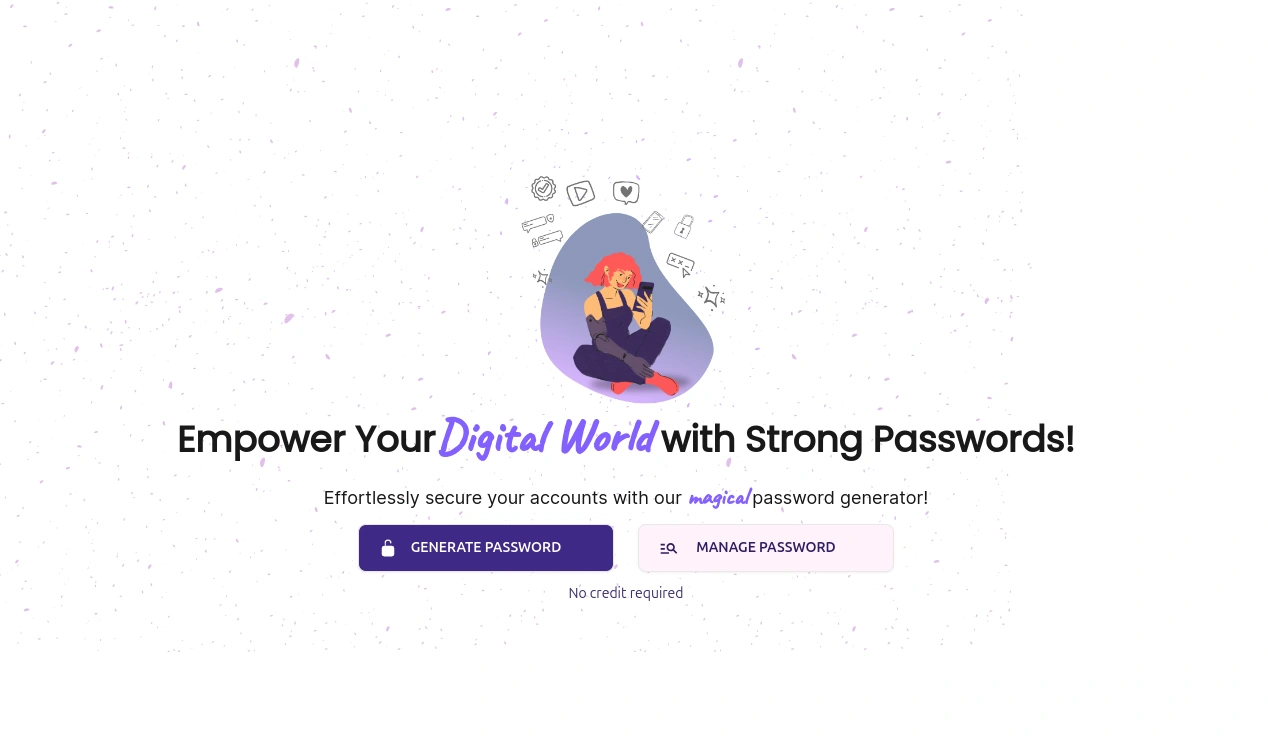 Empower Your Digital World with Strong Passwords!
Effortlessly secure your accounts with our magical password generator!
GENERATE PASSWORD
MANAGE PASSWORD
No credit required